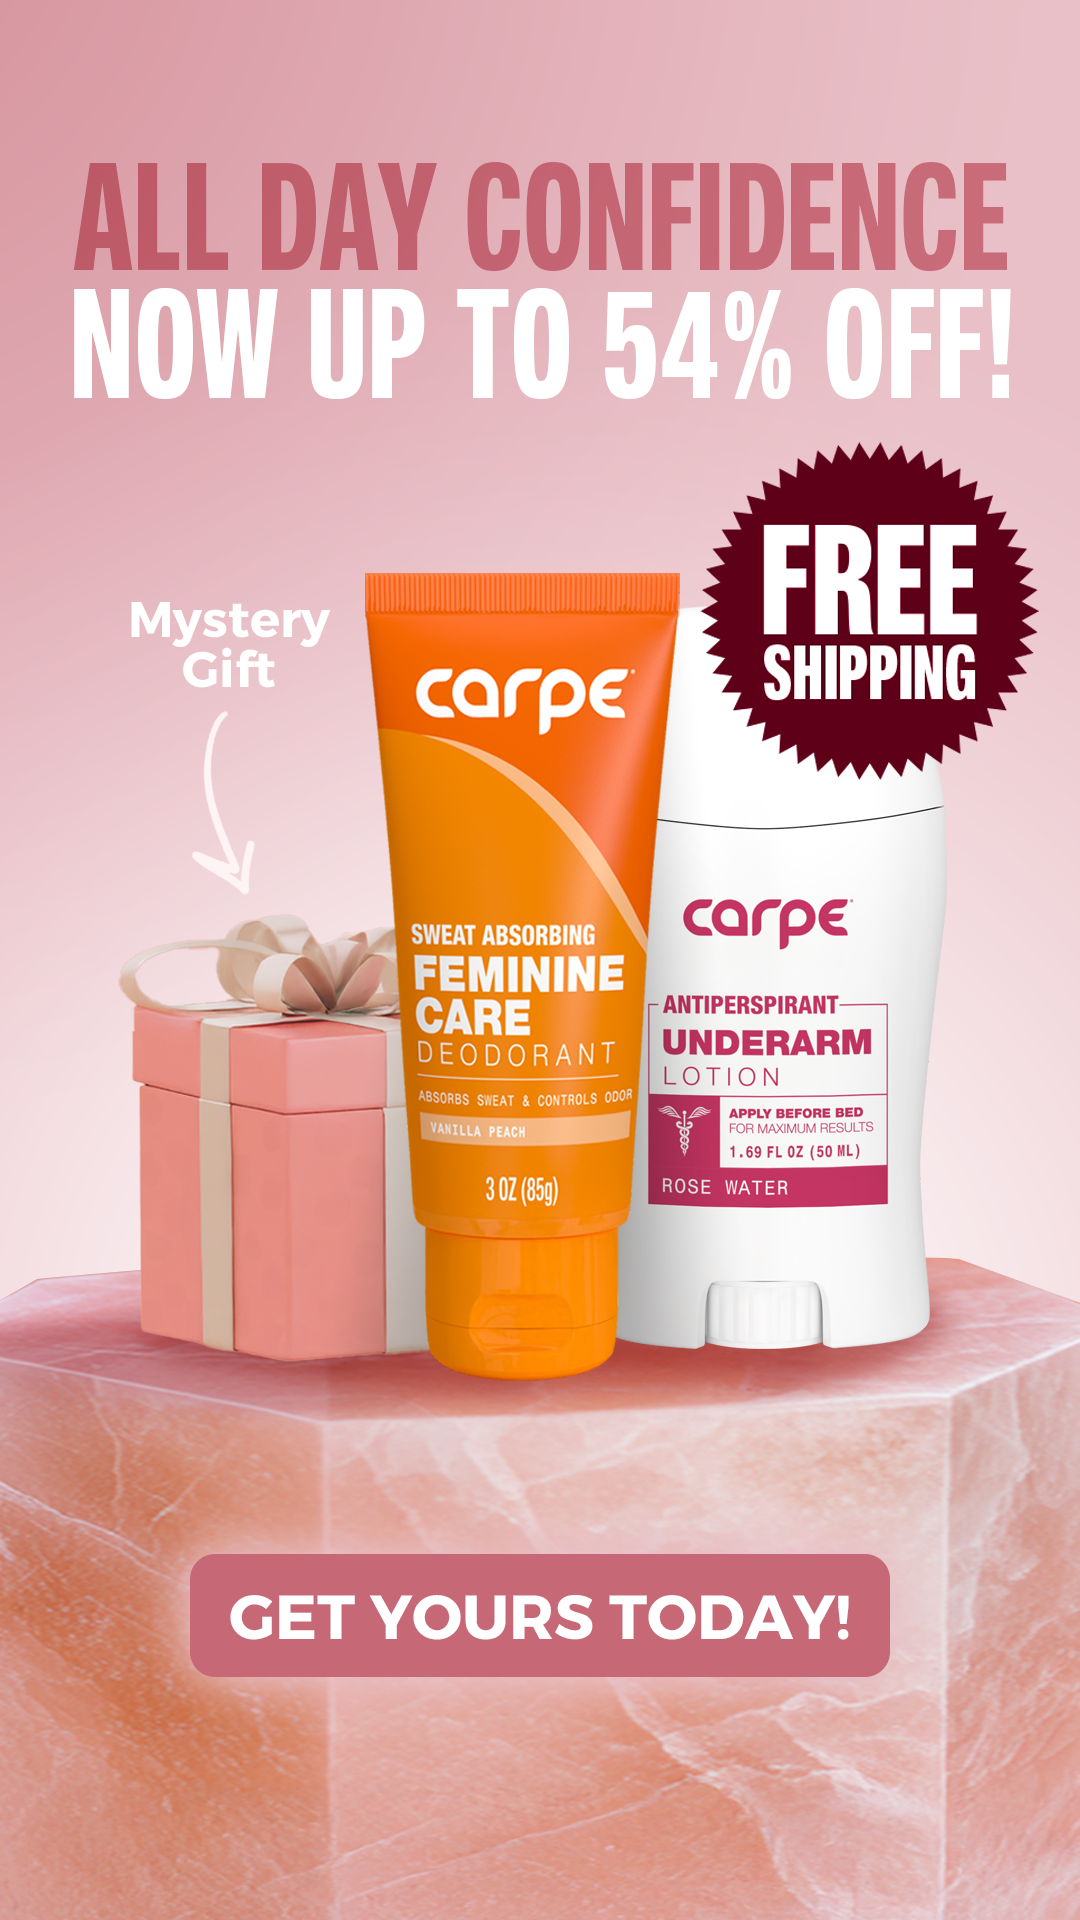 ALL DAY CONFIDENCE
NOW UP TO 54% OFF!
FREE
SHIPPING
Mystery
Gift
carpe
SWEAT ABSORBING
FEMININE
CARE
DEODORANT
ABSORBS SWEAT & CONTROLS ODOR
VANILLA PEACH
3 OZ (85g)
carpe
ANTIPERSPIRANT
UNDERARM
LOTION
APPLY BEFORE BED
FOR MAXIMUM RESULTS
1.69 FL OZ (50 ML)
ROSE WATER
GET YOURS TODAY!